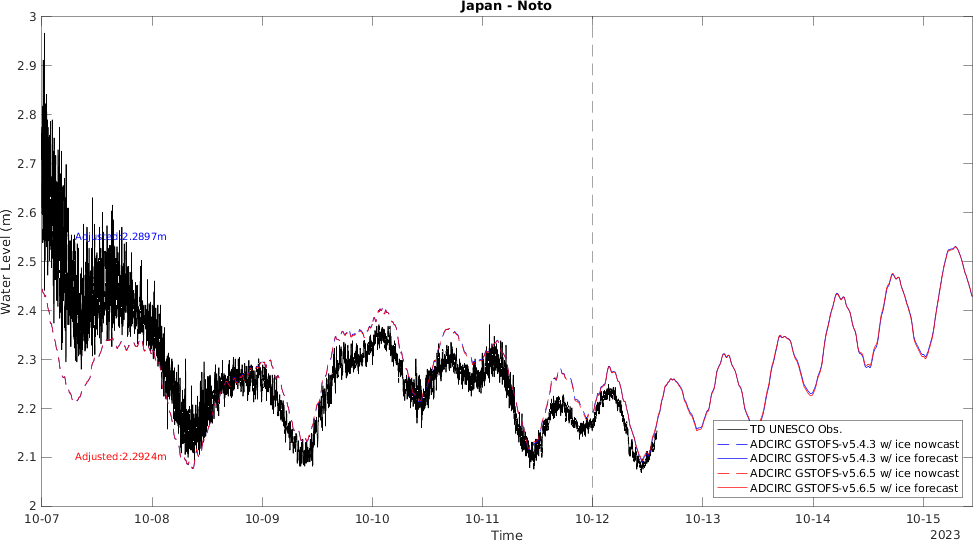 Japan - Noto
3
2.9
2.8
2.7
2.6
2.5
2.4
2.3
2.2
2.1
2
Water Level (m)
Adjusted:2.2897m
Adjusted:2.2924m
TD UNESCO Obs.
ADCIRC GSTOFS-v5.4.3 w/ ice nowcast
ADCIRC GSTOFS-v5.4.3 w/ ice forecast
ADCIRC GSTOFS-v5.6.5 w/ ice nowcast
ADCIRC GSTOFS-v5.6.5 w/ ice forecast
10-07 10-08 10-09 10-10 10-11 10-12 10-13 10-14 10-15
Time
2023